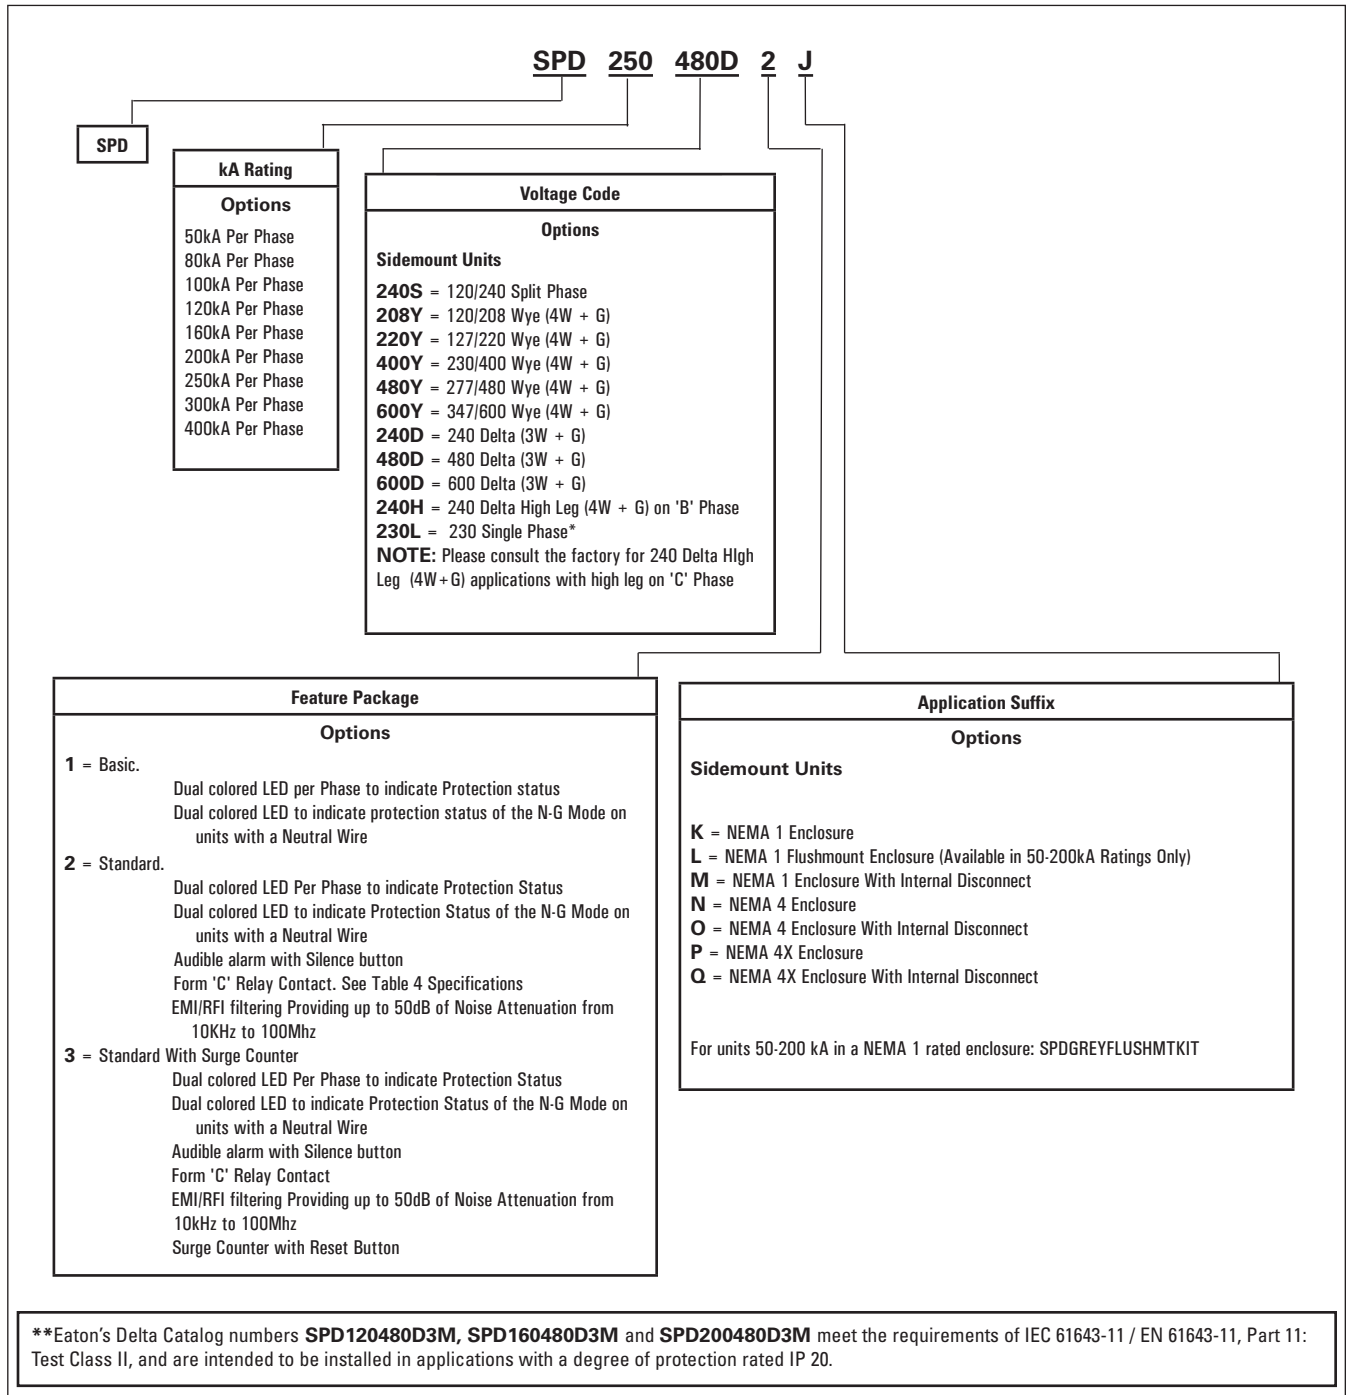 SPD 250 480D 2 J
SPD
kA Rating
Options
50kA Per Phase
80kA Per Phase
100kA Per Phase
120kA Per Phase
160kA Per Phase
200kA Per Phase
250kA Per Phase
300kA Per Phase
400kA Per Phase
Voltage Code
Options
Sidemount Units
240S = 120/240 Split Phase
208Y = 120/208 Wye (4W + G)
220Y = 127/220 Wye (4W + G)
400Y = 230/400 Wye (4W + G)
480Y = 277/480 Wye (4W + G)
600Y = 347/600 Wye (4W + G)
240D = 240 Delta (3W + G)
480D = 480 Delta (3W + G)
600D = 600 Delta (3W + G)
240H = 240 Delta High Leg (4W + G) on 'B' Phase
230L = 230 Single Phase*
NOTE: Please consult the factory for 240 Delta HIgh
Leg (4W+G) applications with high leg on 'C' Phase
Feature Package
Options
1 = Basic.
Dual colored LED per Phase to indicate Protection status
Dual colored LED to indicate protection status of the N-G Mode on
units with a Neutral Wire
2 = Standard.
Dual colored LED Per Phase to indicate Protection Status
Dual colored LED to indicate Protection Status of the N-G Mode on
units with a Neutral Wire
Audible alarm with Silence button
Form 'C' Relay Contact. See Table 4 Specifications
EMI/RFI filtering Providing up to 50dB of Noise Attenuation from
10KHz to 100Mhz
3 = Standard With Surge Counter
Dual colored LED Per Phase to indicate Protection Status
Dual colored LED to indicate Protection Status of the N-G Mode on
units with a Neutral Wire
Audible alarm with Silence button
Form 'C' Relay Contact
EMI/RFI filtering Providing up to 50dB of Noise Attenuation from
10kHz to 100Mhz
Surge Counter with Reset Button
Application Suffix
Options
Sidemount Units
K = NEMA 1 Enclosure
L = NEMA 1 Flushmount Enclosure (Available in 50-200kA Ratings Only)
M = NEMA 1 Enclosure With Internal Disconnect
N = NEMA 4 Enclosure
O = NEMA 4 Enclosure With Internal Disconnect
P = NEMA 4X Enclosure
Q = NEMA 4X Enclosure With Internal Disconnect
For units 50-200 kA in a NEMA 1 rated enclosure: SPDGREYFLUSHMTKIT
**Eaton's Delta Catalog numbers SPD120480D3M, SPD160480D3M and SPD200480D3M meet the requirements of IEC 61643-11 / EN 61643-11, Part 11:
Test Class II, and are intended to be installed in applications with a degree of protection rated IP 20.